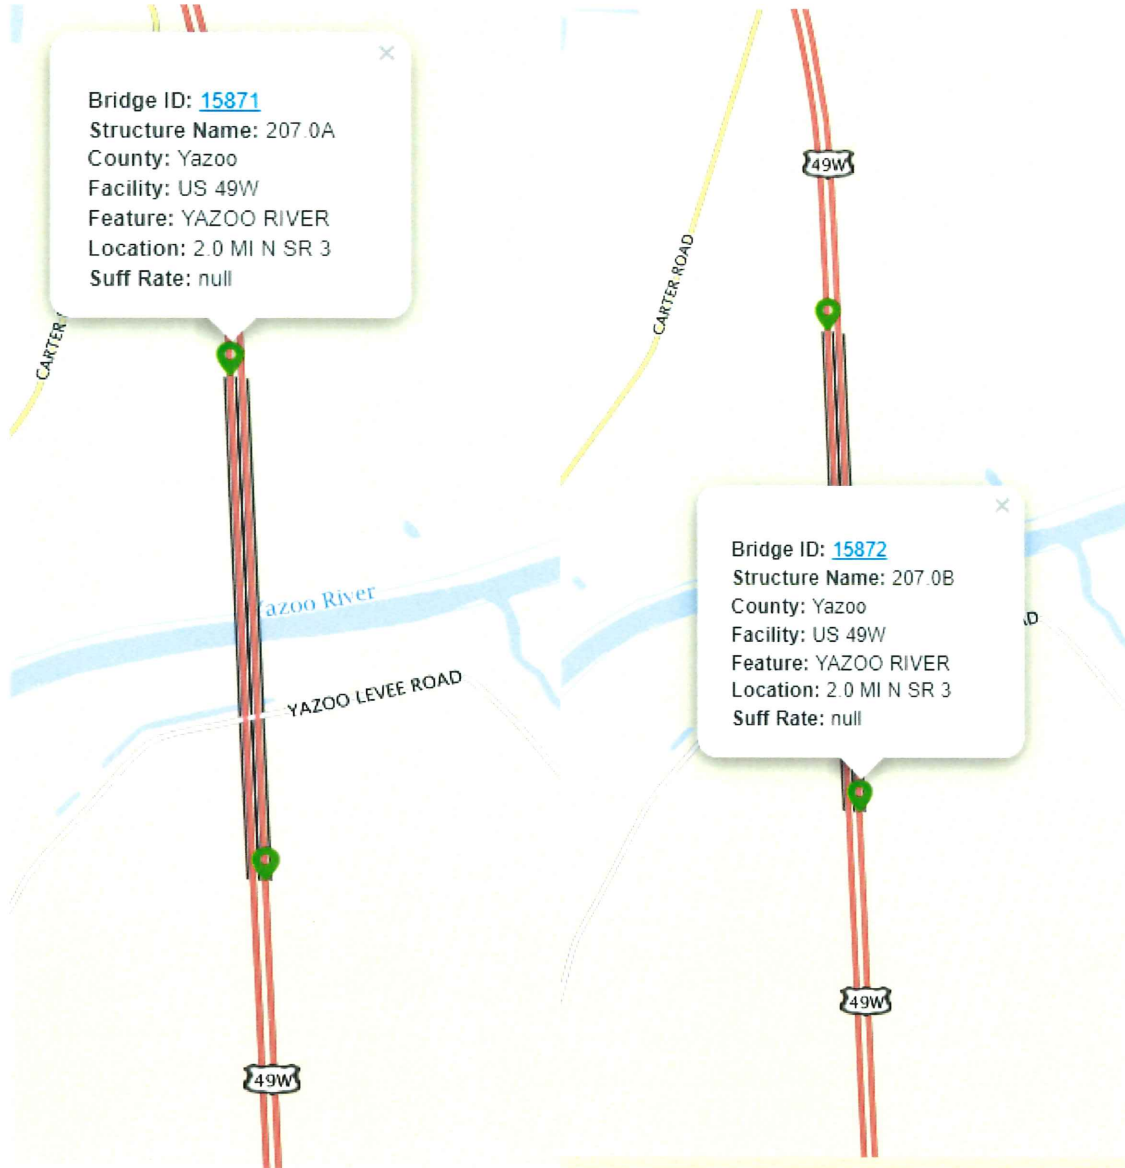 ×
Bridge ID: 15871
Structure Name: 207.0A
County: Yazoo
Facility: US 49W
Feature: YAZOO RIVER
Location: 2.0 MI N SR 3
Suff Rate: null
CARTER
azoo River
YAZOO LEVEE ROAD
49W
49W
CARTER ROAD
×
Bridge ID: 15872
Structure Name: 207.0B
County: Yazoo
Facility: US 49W
Feature: YAZOO RIVER
Location: 2.0 MI N SR 3
Suff Rate: null
AD
49W